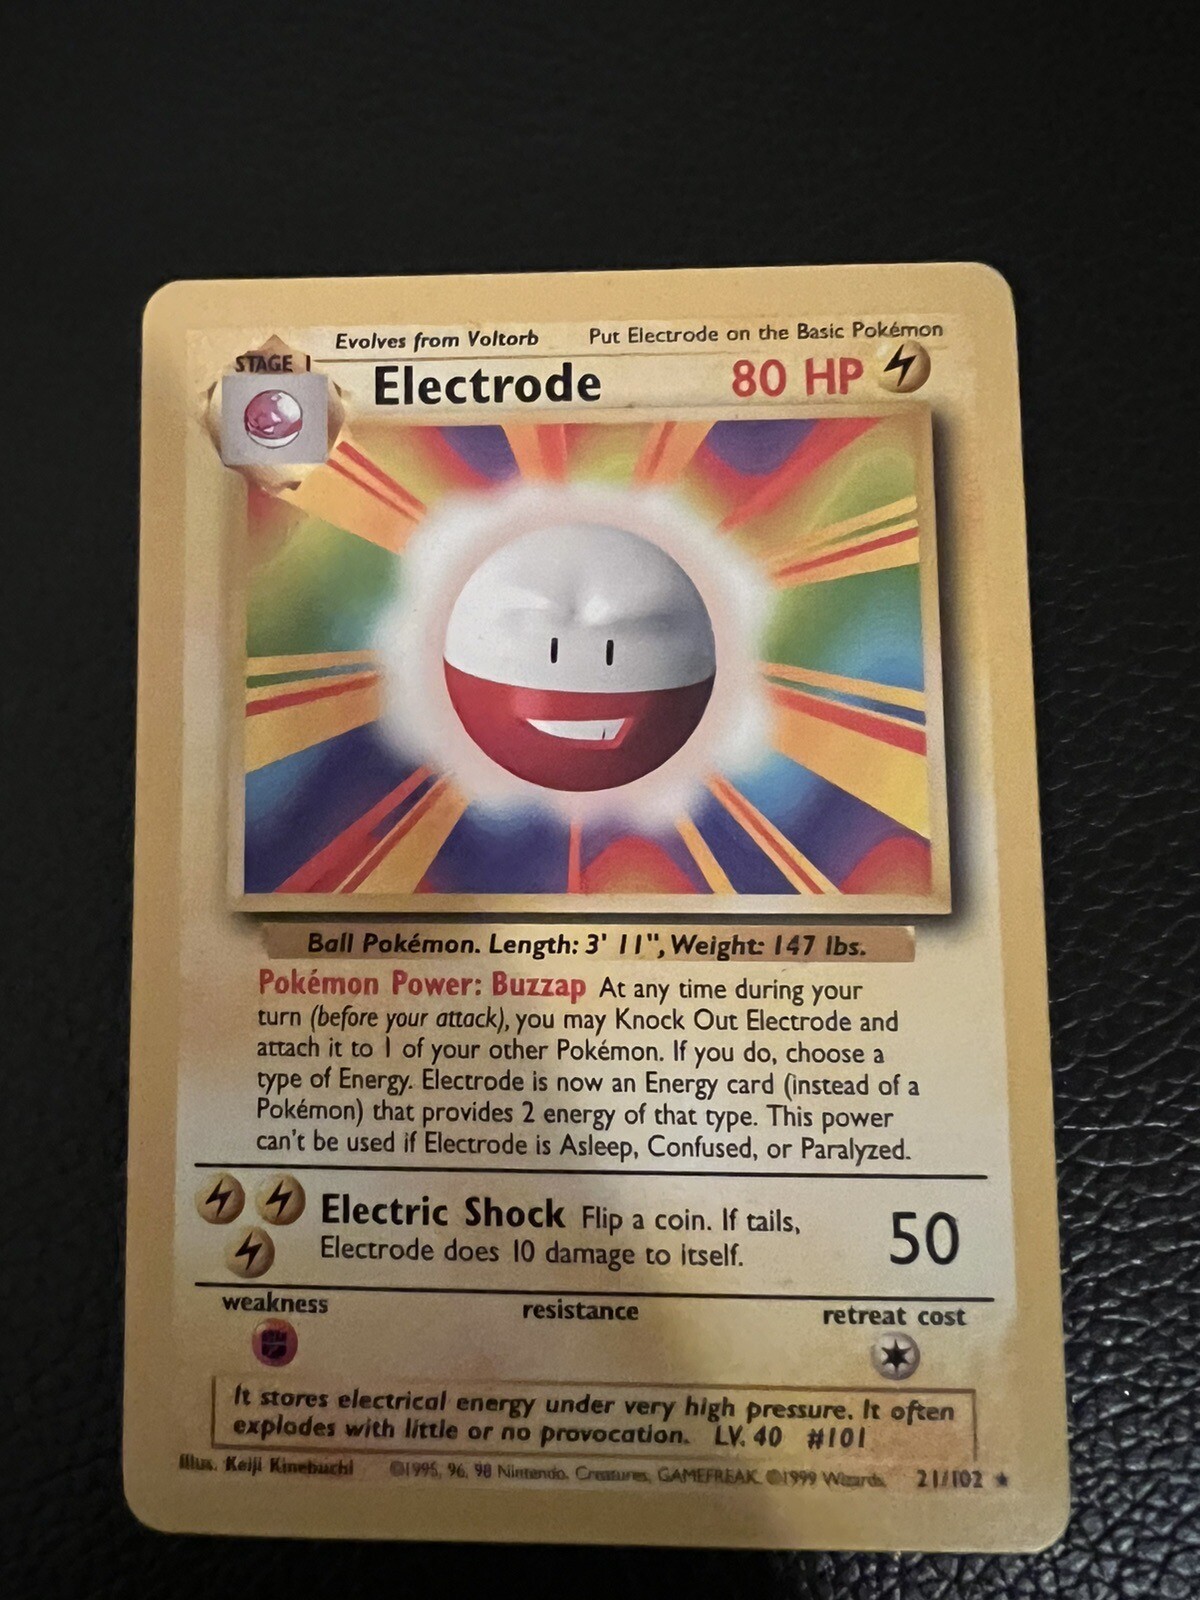 Evolves from Voltorb Put Electrode on the Basic Pokémon
STAGE 1
Electrode 80 HP
Ball Pokémon. Length: 3' 11", Weight: 147 lbs.
Pokémon Power: Buzzap At any time during your
turn (before your attack), you may Knock Out Electrode and
attach it to 1 of your other Pokémon. If you do, choose a
type of Energy. Electrode is now an Energy card (instead of a
Pokémon) that provides 2 energy of that type. This power
can't be used if Electrode is Asleep, Confused, or Paralyzed.
Electric Shock Flip a coin. If tails,
Electrode does 10 damage to itself.
50
weakness resistance retreat cost
It stores electrical energy under very high pressure. It often
explodes with little or no provocation. LV. 40 #101
Illus. Keiji Kinebuchi ©1995, 96, 98 Nintendo, Creatures, GAMEFREAK. ©1999 Wizards. 21/102